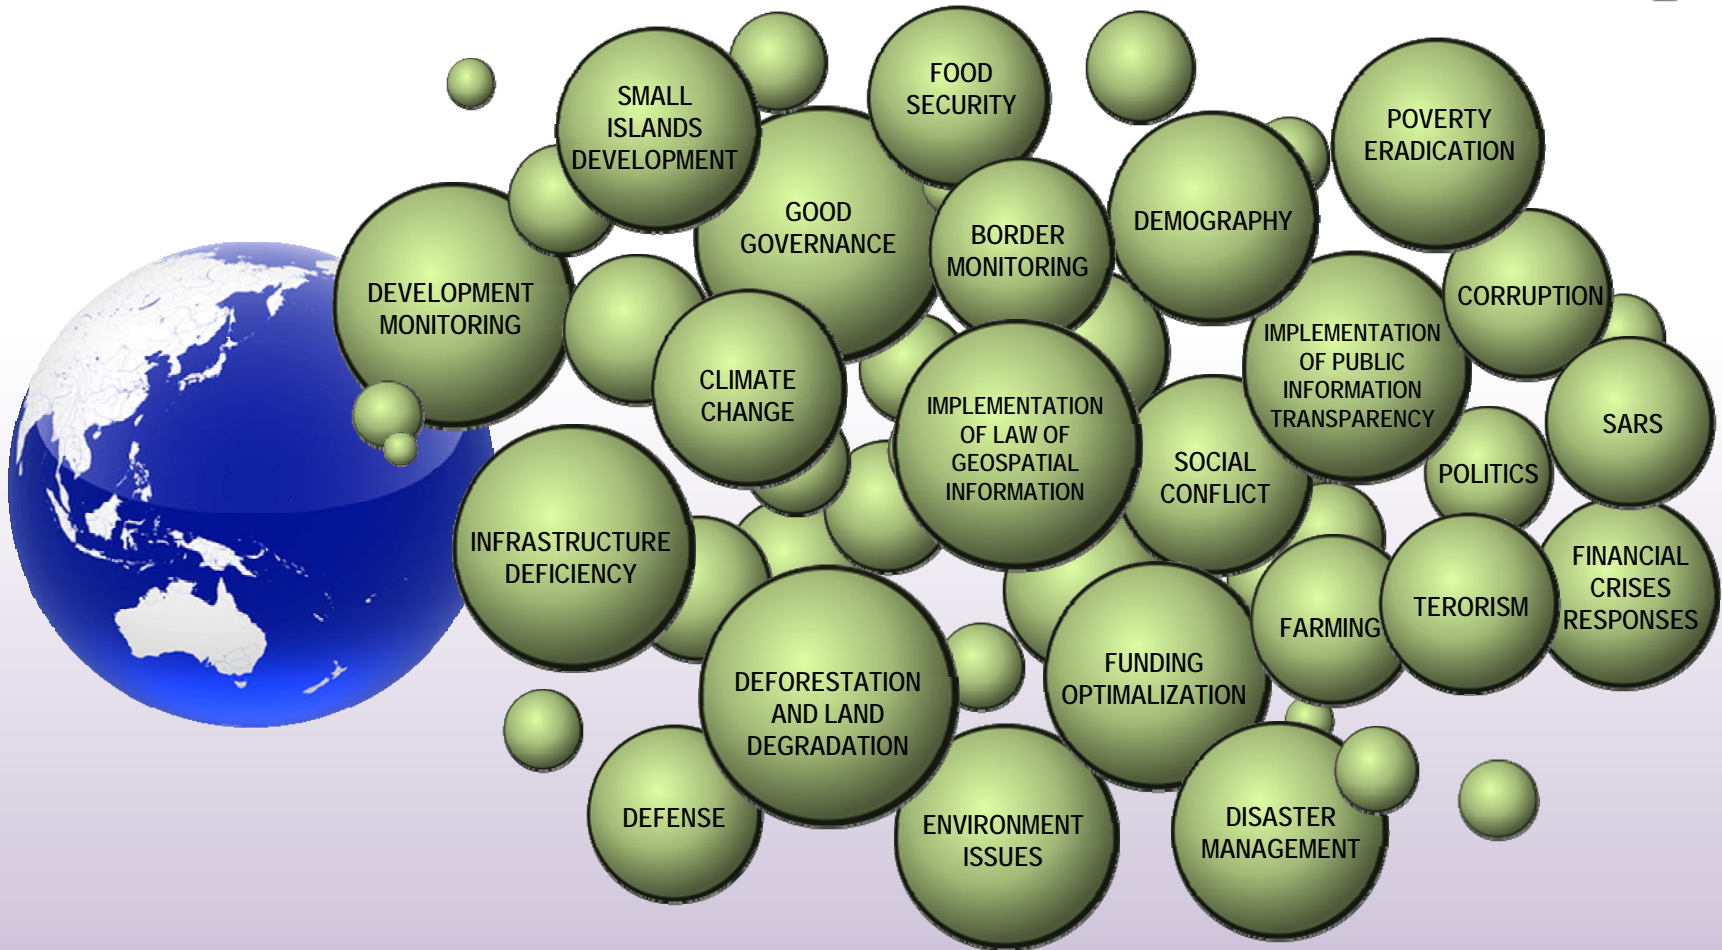 SMALL
ISLANDS
DEVELOPMENT
FOOD
SECURITY
POVERTY
ERADICATION
GOOD
GOVERNANCE
BORDER
MONITORING
DEMOGRAPHY
DEVELOPMENT
MONITORING
CORRUPTION
CLIMATE
CHANGE
IMPLEMENTATION
OF PUBLIC
INFORMATION
TRANSPARENCY
IMPLEMENTATION
OF LAW OF
GEOSPATIAL
INFORMATION
SARS
SOCIAL
CONFLICT
POLITICS
INFRASTRUCTURE
DEFICIENCY
FINANCIAL
CRISES
RESPONSES
TERORISM
FARMING
FUNDING
OPTIMALIZATION
DEFORESTATION
AND LAND
DEGRADATION
DEFENSE
ENVIRONMENT
ISSUES
DISASTER
MANAGEMENT